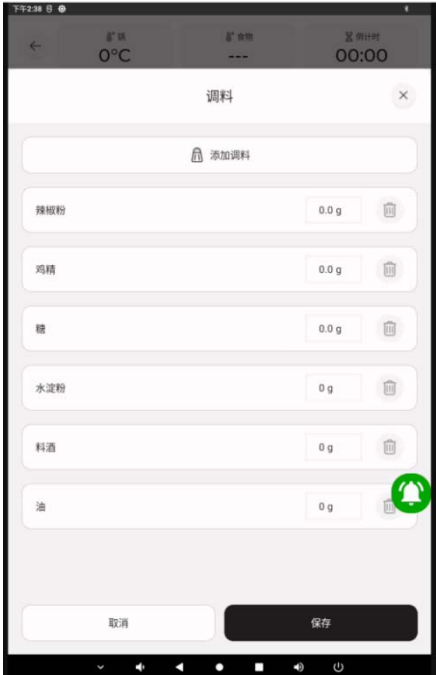 下午2:38
锅
食物
倒计时
0°C
---
00:00
调料
添加调料
辣椒粉
0.0 g
鸡精
0.0 g
糖
0.0 g
水淀粉
0 g
料酒
0 g
油
0 g
取消
保存